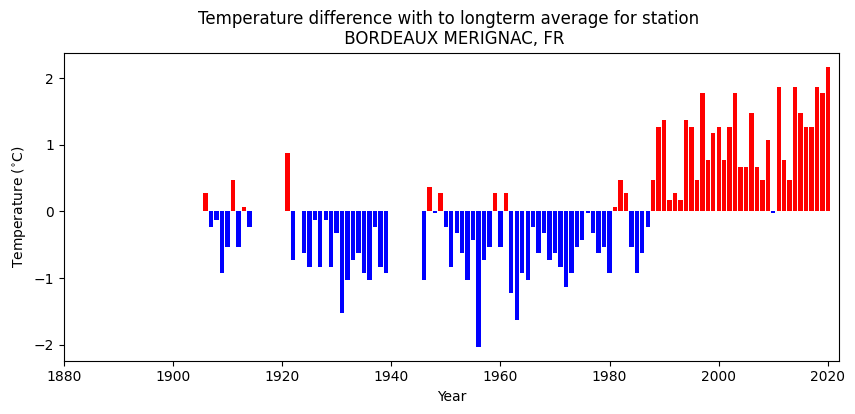 Temperature difference with to longterm average for station
BORDEAUX MERIGNAC, FR
Temperature (°C)
2
1
0
−1
−2
1880 1900 1920 1940 1960 1980 2000 2020
Year